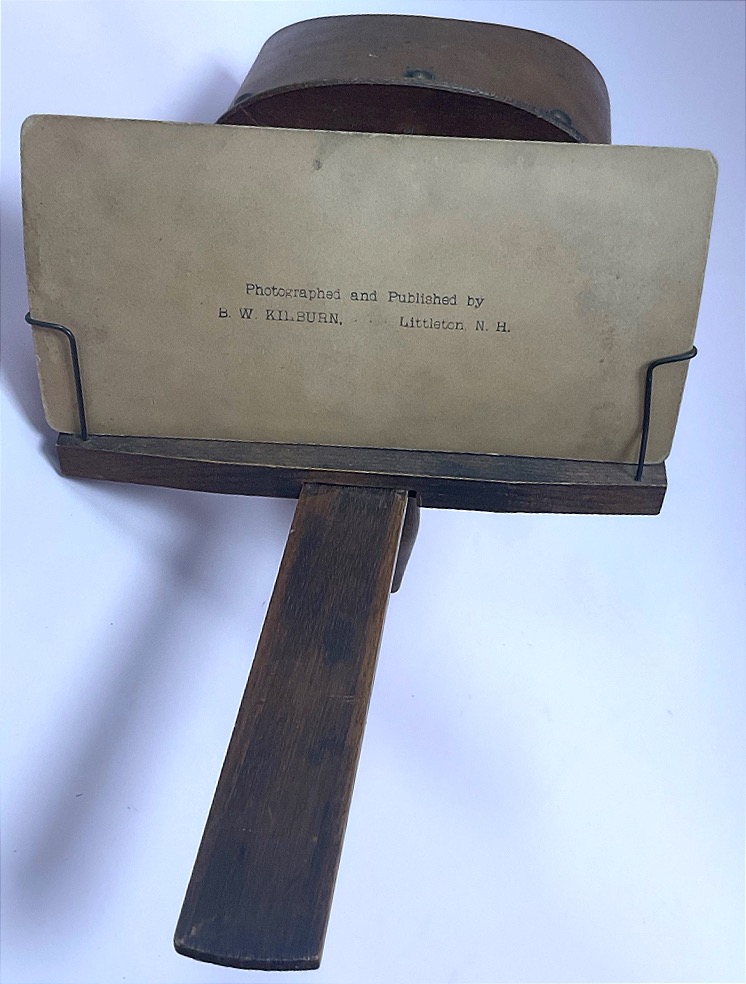 Photographed and Published by
B. W. KILBURN, · · · Littleton, N. H.